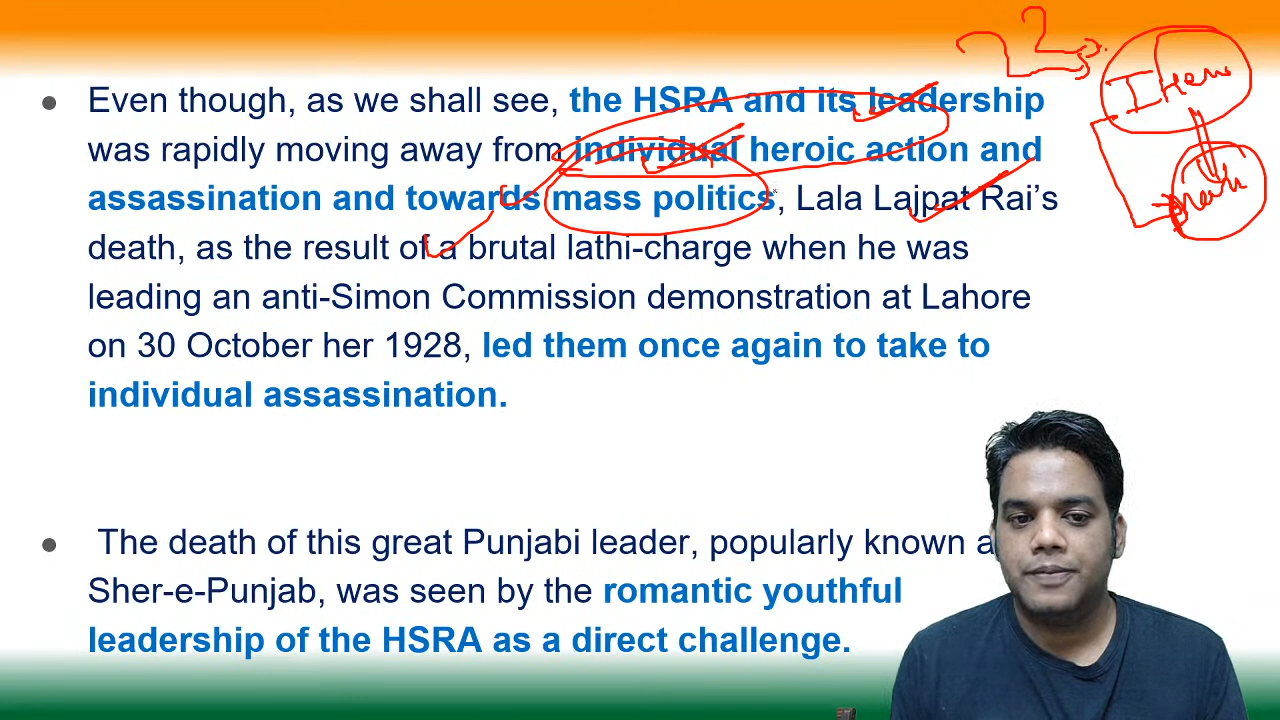 Even though, as we shall see, the HSRA and its leadership
was rapidly moving away from individual heroic action and
assassination and towards mass politics, Lala Lajpat Rai's
death, as the result of a brutal lathi-charge when he was
leading an anti-Simon Commission demonstration at Lahore
on 30 October her 1928, led them once again to take to
individual assassination.
The death of this great Punjabi leader, popularly known
Sher-e-Punjab, was seen by the romantic youthful
leadership of the HSRA as a direct challenge.